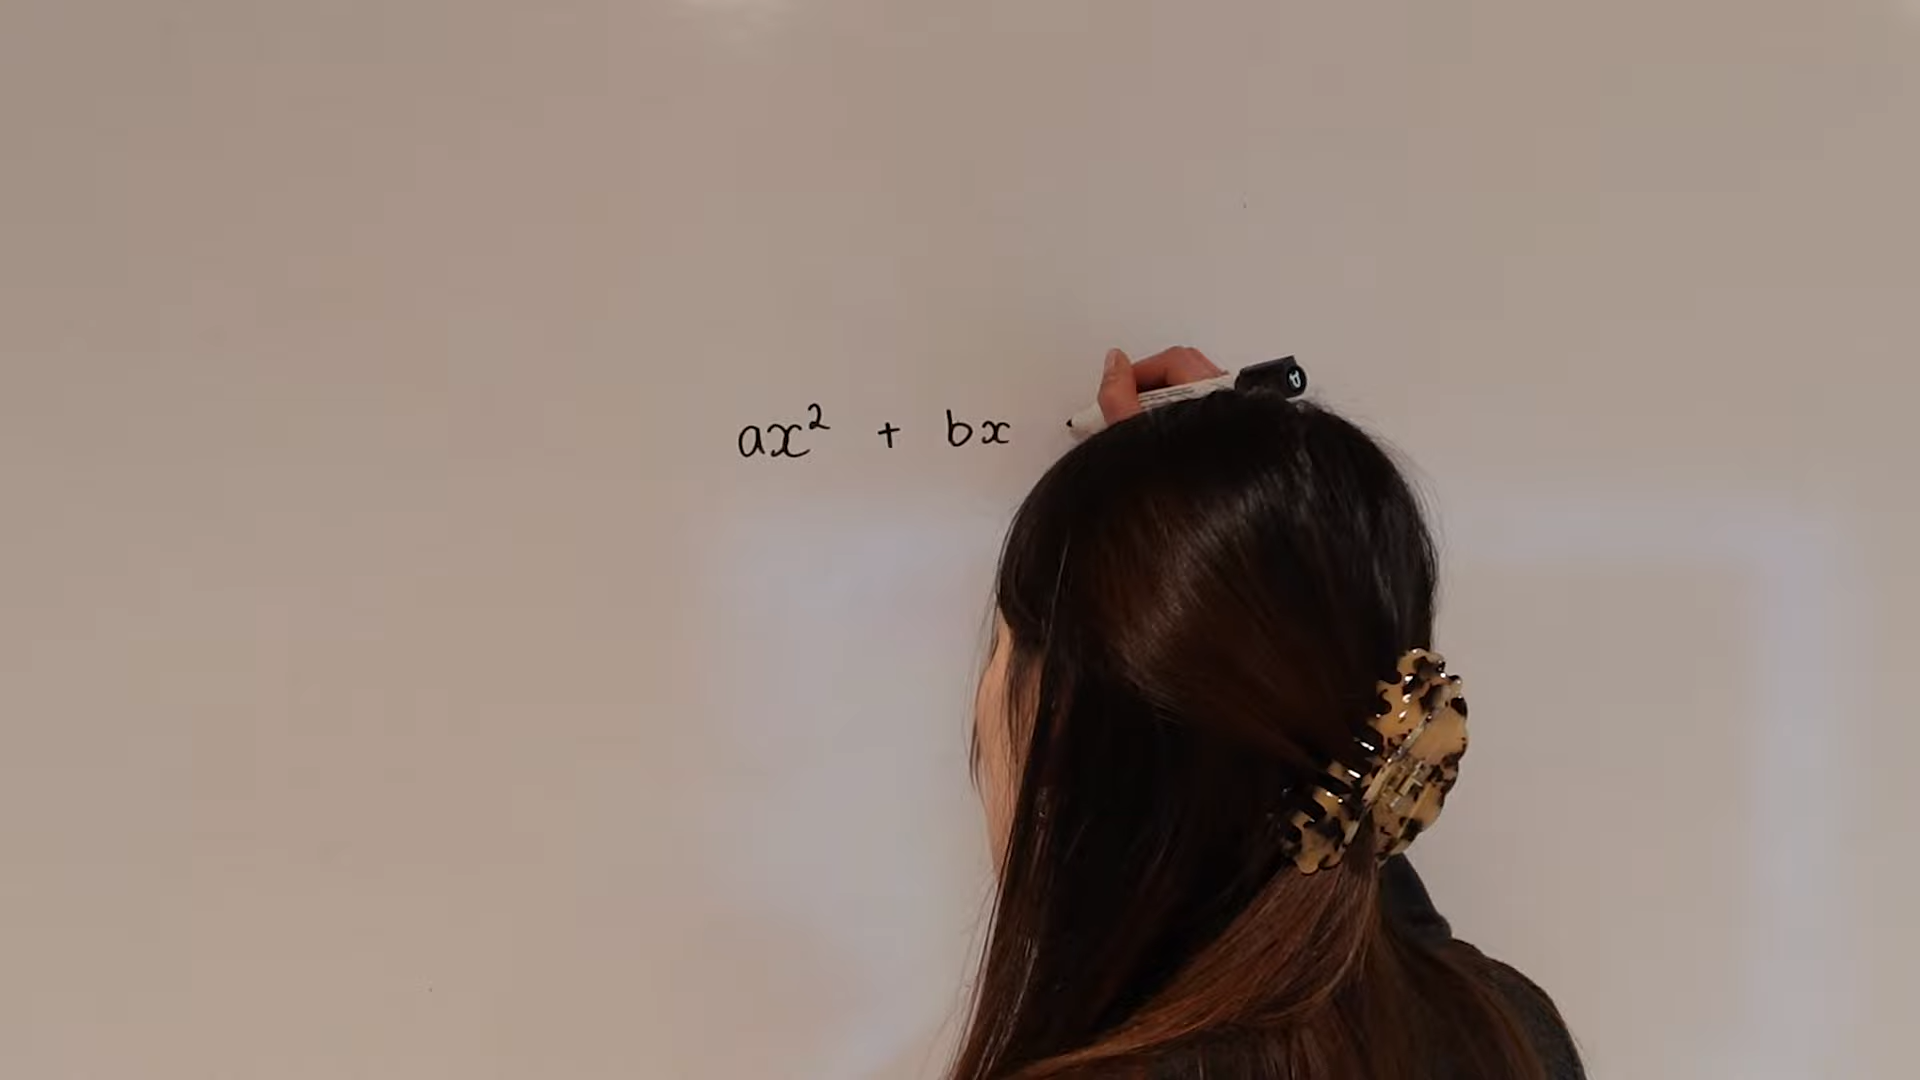 ax² + bx